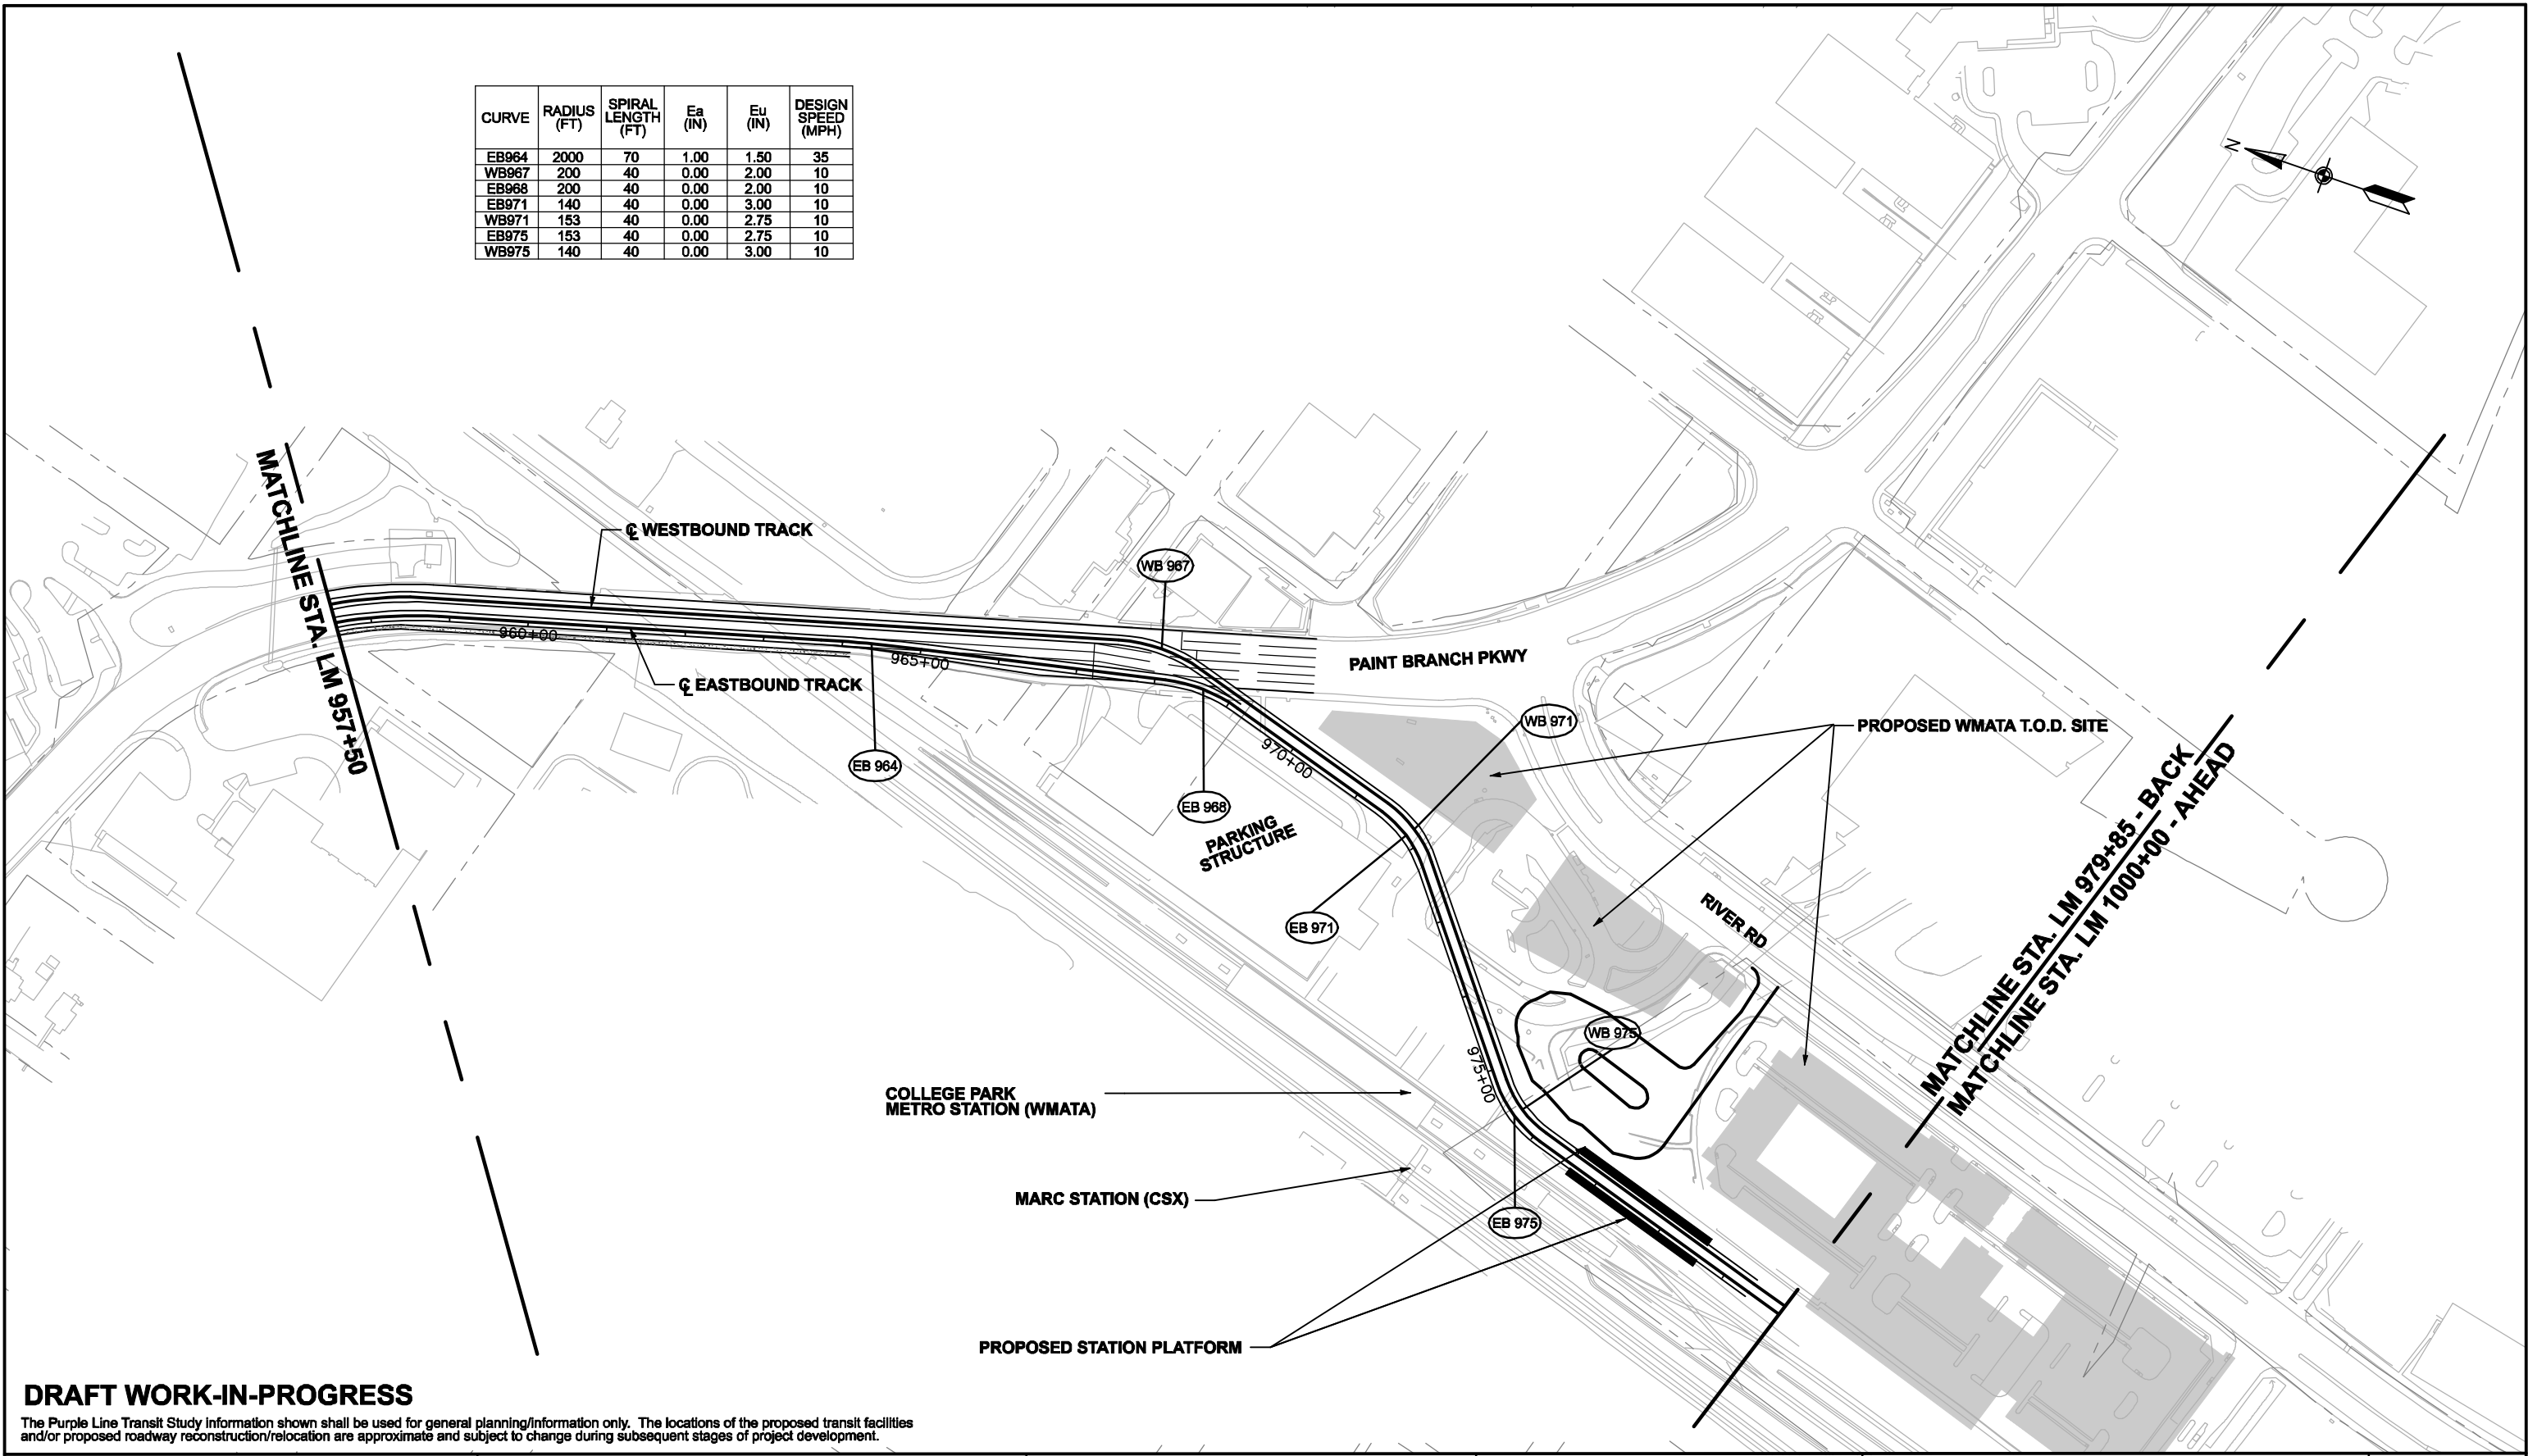 CURVE RADIUS (FT) SPIRAL LENGTH (FT) Ea (IN) Eu (IN) DESIGN SPEED (MPH)
EB964 2000 70 1.00 1.50 35
WB967 200 40 0.00 2.00 10
EB968 200 40 0.00 2.00 10
EB971 140 40 0.00 3.00 10
WB971 153 40 0.00 2.75 10
EB975 153 40 0.00 2.75 10
WB975 140 40 0.00 3.00 10
N
MATCHLINE STA. LM 957+50
℄ WESTBOUND TRACK
WB 967
960+00
965+00
℄ EASTBOUND TRACK
PAINT BRANCH PKWY
WB 971
PROPOSED WMATA T.O.D. SITE
EB 964
970+00
EB 968
PARKING
STRUCTURE
EB 971
RIVER RD
MATCHLINE STA. LM 979+85 - BACK
MATCHLINE STA. LM 1000+00 - AHEAD
WB 975
975+00
COLLEGE PARK
METRO STATION (WMATA)
MARC STATION (CSX)
EB 975
PROPOSED STATION PLATFORM
DRAFT WORK-IN-PROGRESS
The Purple Line Transit Study information shown shall be used for general planning/information only. The locations of the proposed transit facilities
and/or proposed roadway reconstruction/relocation are approximate and subject to change during subsequent stages of project development.